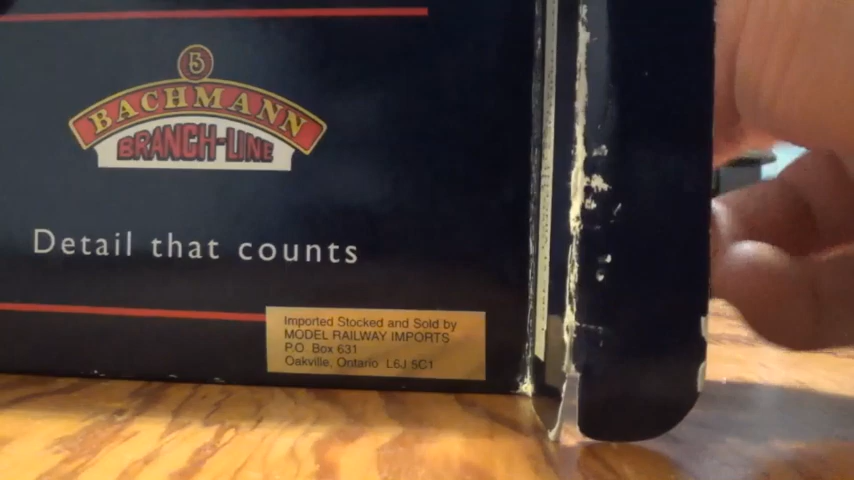 B
BACHMANN
BRANCH-LINE
Detail that counts
Imported Stocked and Sold by
MODEL RAILWAY IMPORTS
P.O. Box 631
Oakville, Ontario L6J 5C1